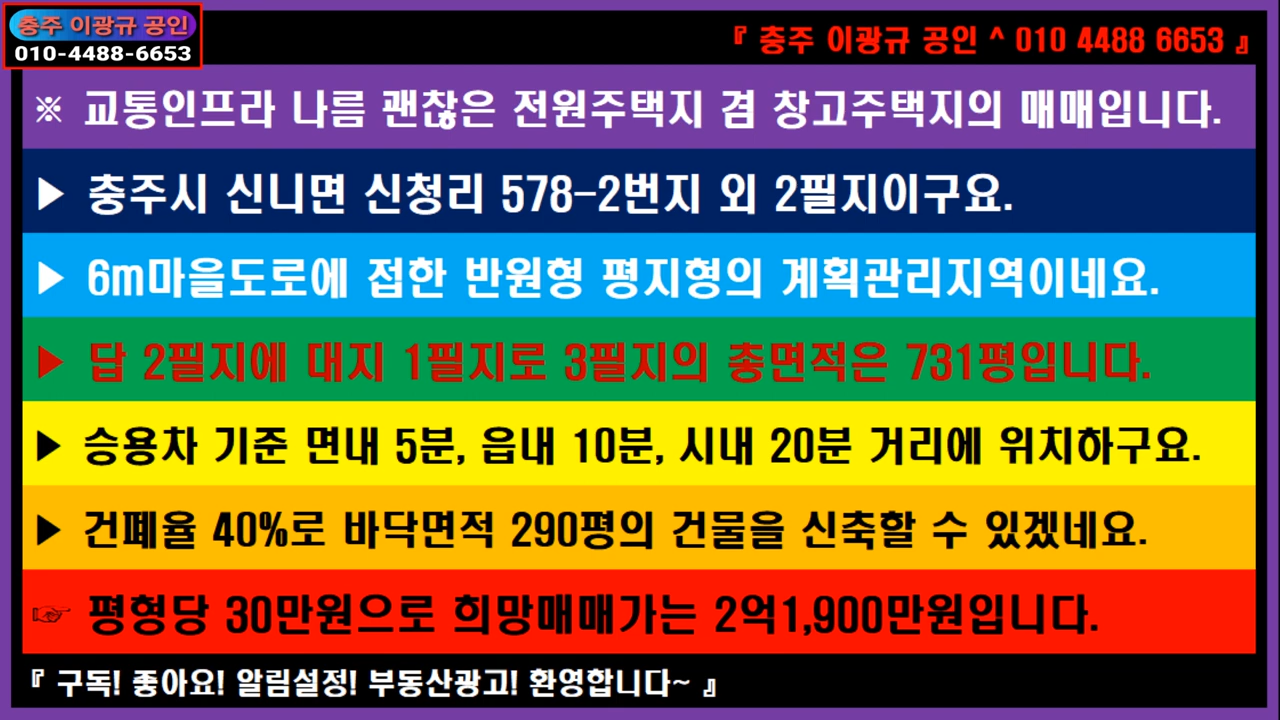 충주 이광규 공인
010-4488-6653
『 충주 이광규 공인 ^ 010 4488 6653 』
※ 교통인프라 나름 괜찮은 전원주택지 겸 창고주택지의 매매입니다.
▶ 충주시 신니면 신청리 578-2번지 외 2필지이구요.
▶ 6m마을도로에 접한 반원형 평지형의 계획관리지역이네요.
▶ 답 2필지에 대지 1필지로 3필지의 총면적은 731평입니다.
▶ 승용차 기준 면내 5분, 읍내 10분, 시내 20분 거리에 위치하구요.
▶ 건폐율 40%로 바닥면적 290평의 건물을 신축할 수 있겠네요.
☞ 평형당 30만원으로 희망매매가는 2억1,900만원입니다.
『 구독! 좋아요! 알림설정! 부동산광고! 환영합니다~ 』